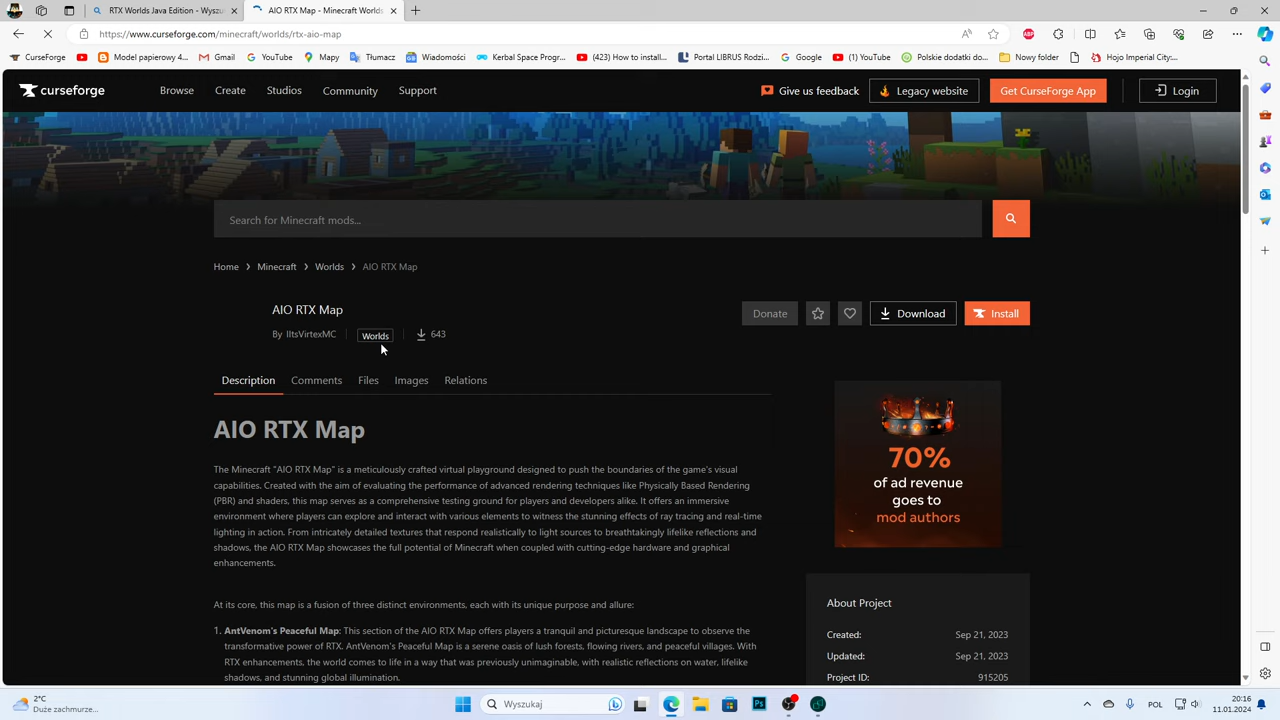 RTX Worlds Java Edition - Wyszu
AIO RTX Map - Minecraft Worlds
https://www.curseforge.com/minecraft/worlds/rtx-aio-map
CurseForge
Model papierowy 4...
Gmail
YouTube
Mapy
Tłumacz
Wiadomości
Kerbal Space Progr...
(423) How to install...
Portal LIBRUS Rodzi...
Google
(1) YouTube
Polskie dodatki do...
Nowy folder
Hojo Imperial City:...
curseforge
Browse
Create
Studios
Community
Support
Give us feedback
Legacy website
Get CurseForge App
Login
Search for Minecraft mods...
Home > Minecraft > Worlds > AIO RTX Map
AIO RTX Map
By IItsVirtexMC
Worlds
643
Donate
Download
Install
Description
Comments
Files
Images
Relations
AIO RTX Map
The Minecraft "AIO RTX Map" is a meticulously crafted virtual playground designed to push the boundaries of the game's visual
capabilities. Created with the aim of evaluating the performance of advanced rendering techniques like Physically Based Rendering
(PBR) and shaders, this map serves as a comprehensive testing ground for players and developers alike. It offers an immersive
environment where players can explore and interact with various elements to witness the stunning effects of ray tracing and real-time
lighting in action. From intricately detailed textures that respond realistically to light sources to breathtakingly lifelike reflections and
shadows, the AIO RTX Map showcases the full potential of Minecraft when coupled with cutting-edge hardware and graphical
enhancements.
At its core, this map is a fusion of three distinct environments, each with its unique purpose and allure:
1. AntVenom's Peaceful Map: This section of the AIO RTX Map offers players a tranquil and picturesque landscape to observe the
transformative power of RTX. AntVenom's Peaceful Map is a serene oasis of lush forests, flowing rivers, and peaceful villages. With
RTX enhancements, the world comes to life in a way that was previously unimaginable, with realistic reflections on water, lifelike
shadows, and stunning global illumination.
70%
of ad revenue
goes to
mod authors
About Project
Created: Sep 21, 2023
Updated: Sep 21, 2023
Project ID: 915205
2°C
Duże zachmurze...
Wyszukaj
POL
20:16
11.01.2024